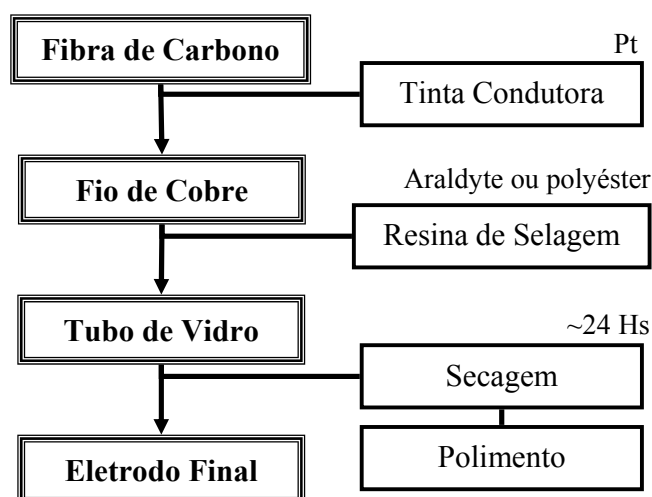 Fibra de Carbono
Pt
Tinta Condutora
Fio de Cobre
Araldyte ou polyéster
Resina de Selagem
Tubo de Vidro
~24 Hs
Secagem
Polimento
Eletrodo Final